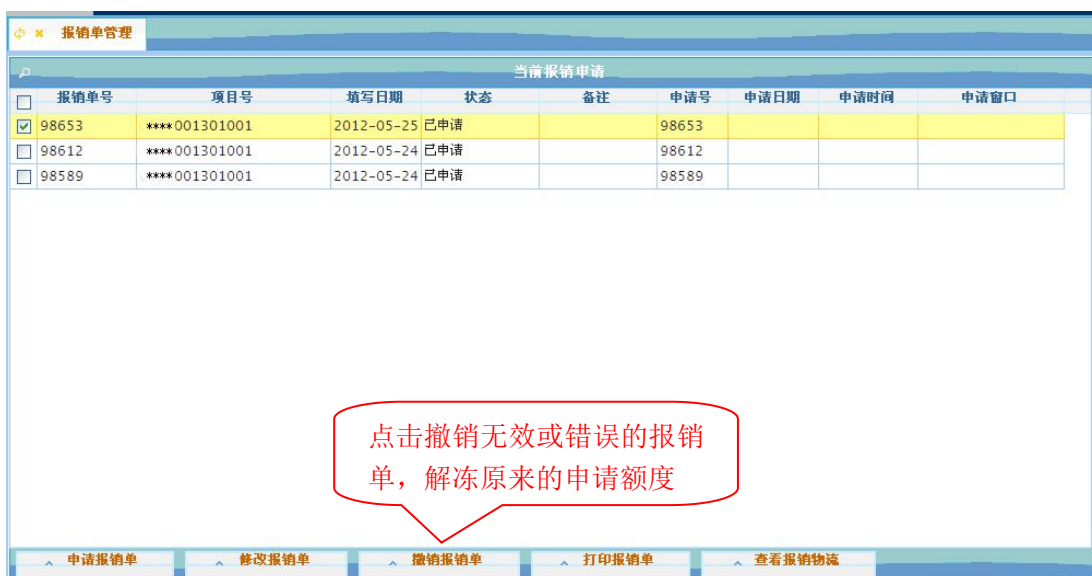 报销单管理
当前报销申请
报销单号 项目号 填写日期 状态 备注 申请号 申请日期 申请时间 申请窗口
98653 ****001301001 2012-05-25 已申请 98653
98612 ****001301001 2012-05-24 已申请 98612
98589 ****001301001 2012-05-24 已申请 98589
点击撤销无效或错误的报销
单，解冻原来的申请额度
申请报销单 修改报销单 撤销报销单 打印报销单 查看报销物流